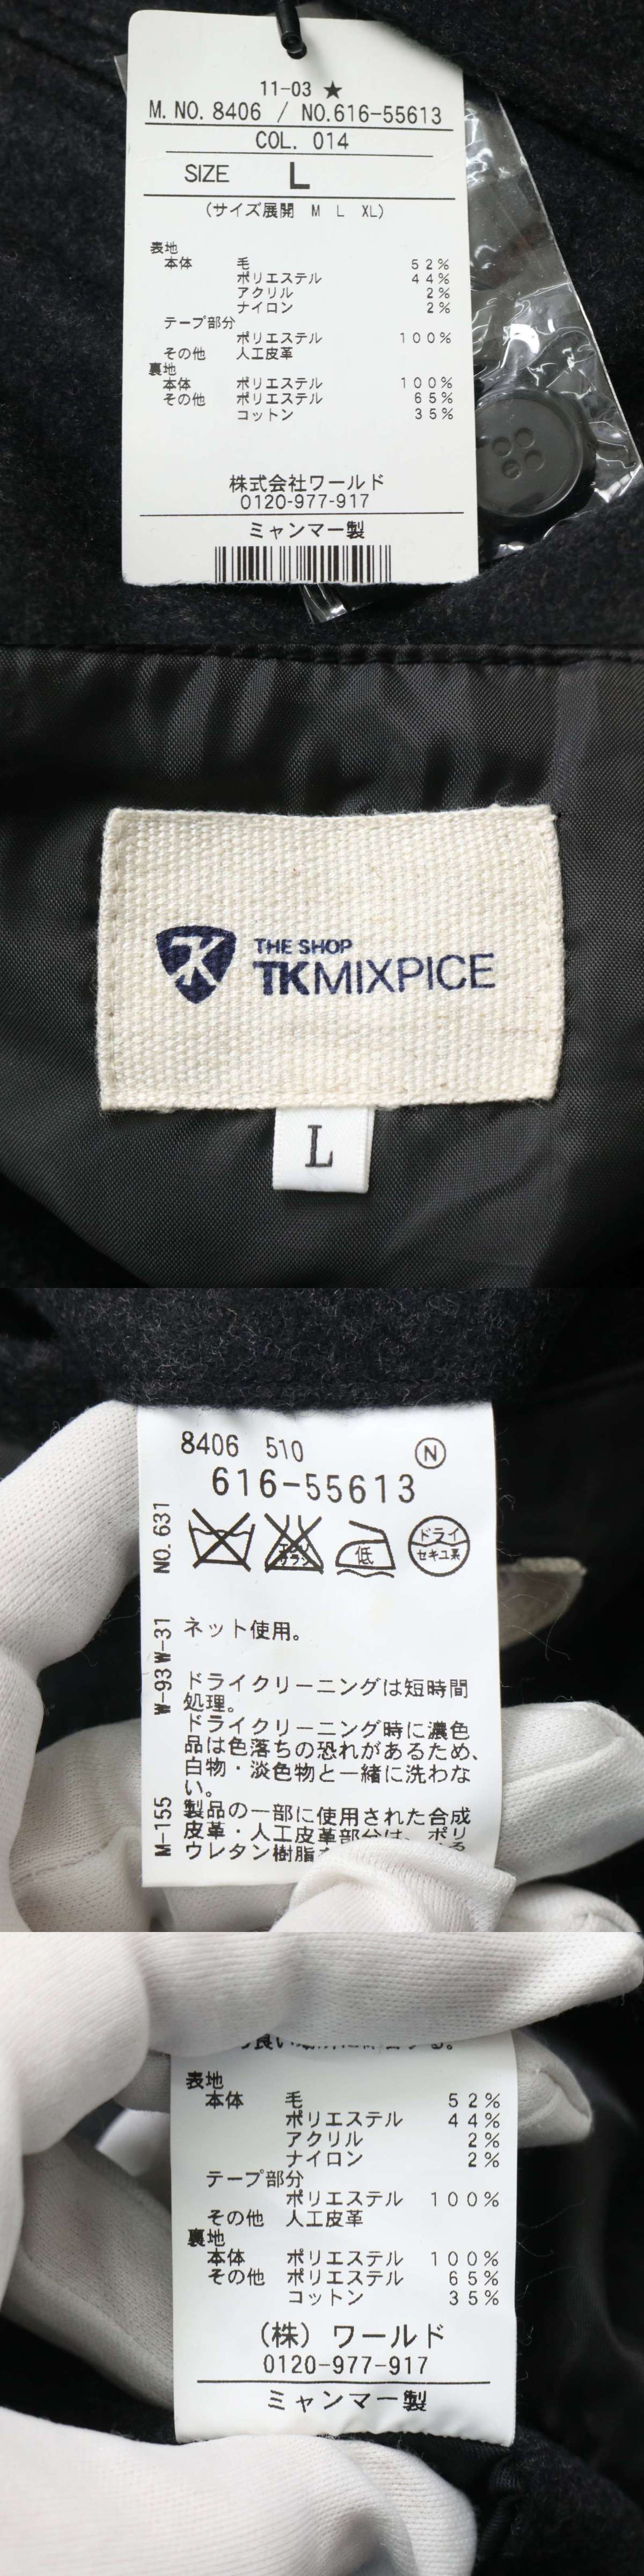 11-03 ★
M. NO. 8406 / NO.616-55613
COL. 014
SIZE L
(サイズ展開 M L XL)
表地
本体 毛 52%
ポリエステル 44%
アクリル 2%
ナイロン 2%
テープ部分
ポリエステル 100%
その他 人工皮革
裏地
本体 ポリエステル 100%
その他 ポリエステル 65%
コットン 35%
株式会社ワールド
0120-977-917
ミャンマー製
TK
THE SHOP
TKMIXPICE
L
8406 510 N
616-55613
NO. 631
エンソ
サラシ
低
ドライ
セキユ系
W-93 W-31
ネット使用。
ドライクリーニングは短時間
処理。
ドライクリーニング時に濃色
品は色落ちの恐れがあるため、
白物・淡色物と一緒に洗わな
い。
M-155
製品の一部に使用された合成
皮革・人工皮革部分は、ポリ
ウレタン樹脂
表地
本体 毛 52%
ポリエステル 44%
アクリル 2%
ナイロン 2%
テープ部分
ポリエステル 100%
その他 人工皮革
裏地
本体 ポリエステル 100%
その他 ポリエステル 65%
コットン 35%
(株) ワールド
0120-977-917
ミャンマー製